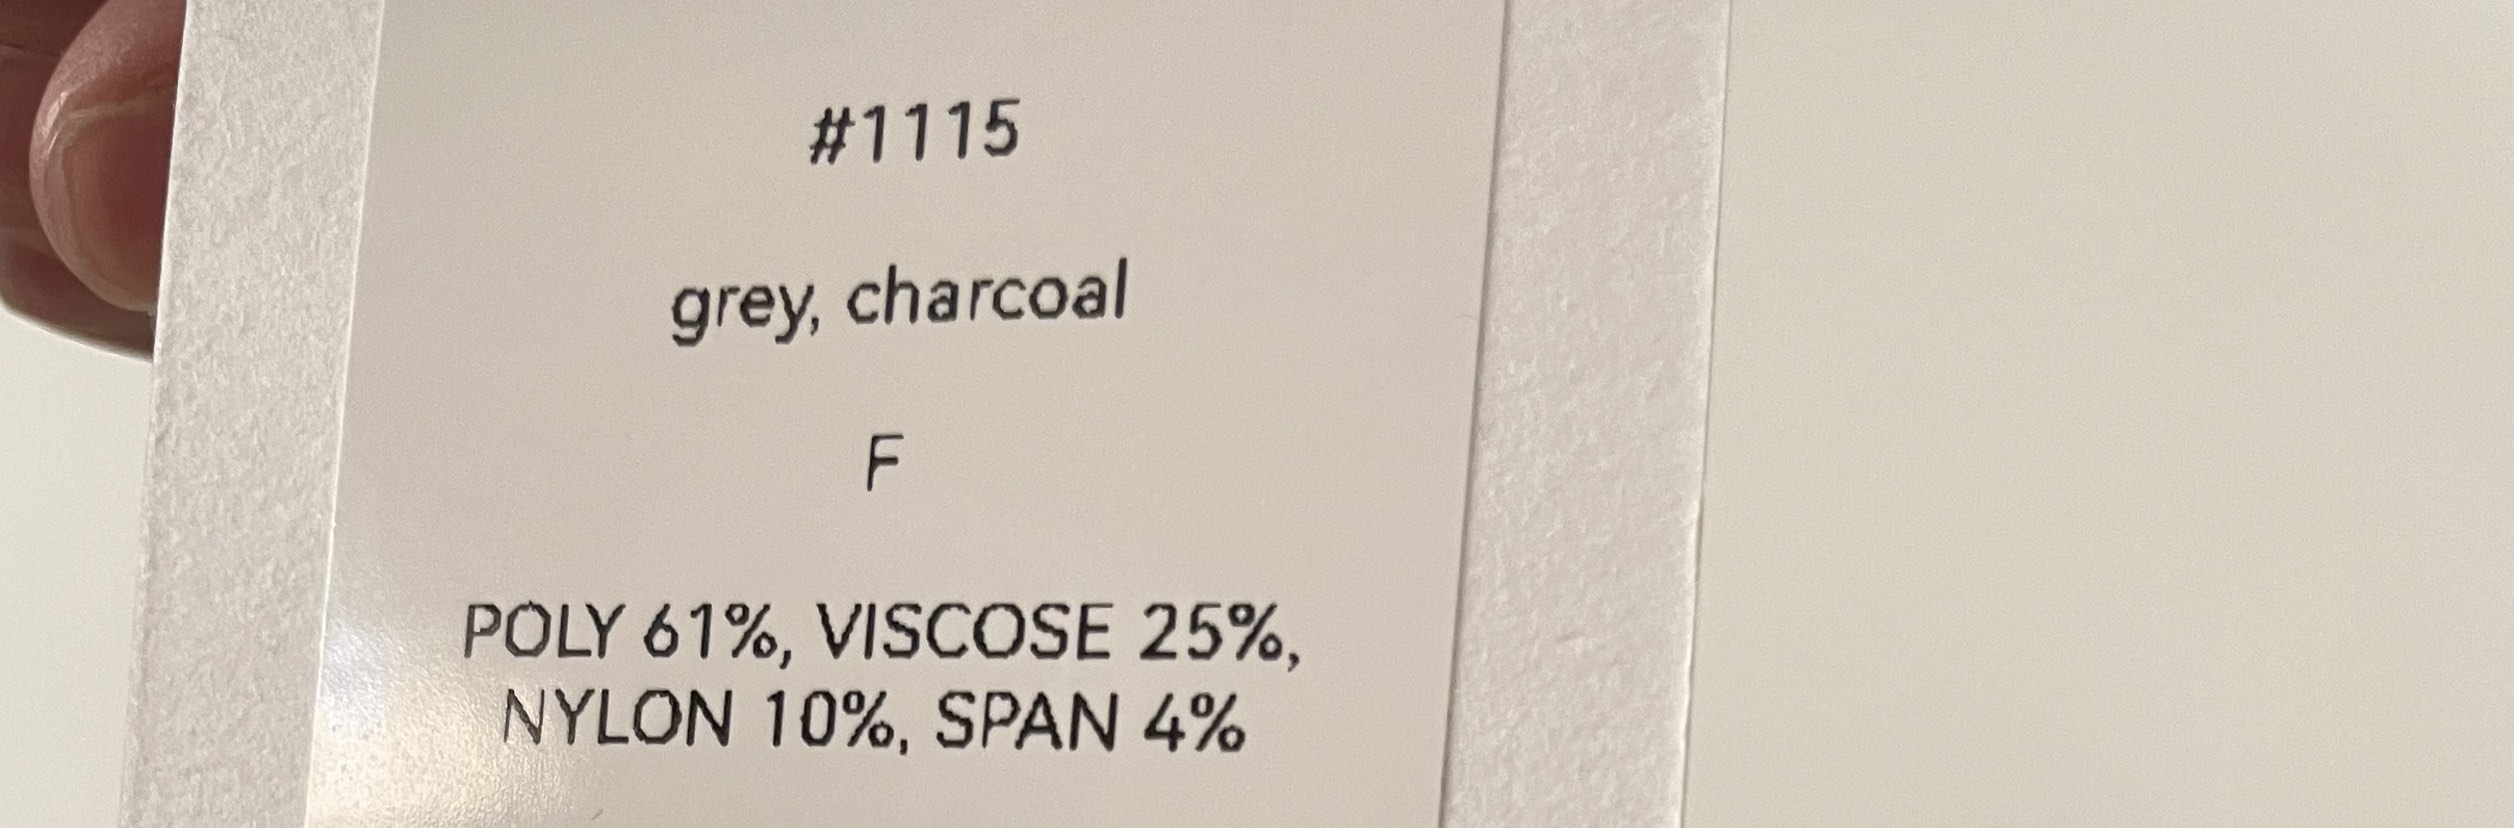 #1115
grey, charcoal
F
POLY 61%, VISCOSE 25%,
NYLON 10%, SPAN 4%